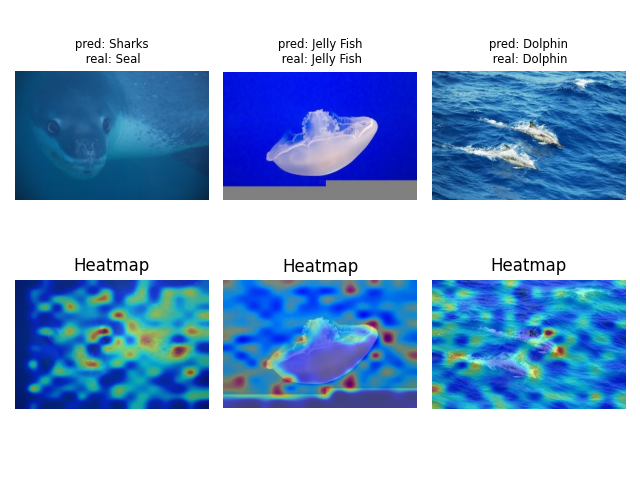 pred: Sharks
real: Seal
pred: Jelly Fish
real: Jelly Fish
pred: Dolphin
real: Dolphin
Heatmap
Heatmap
Heatmap